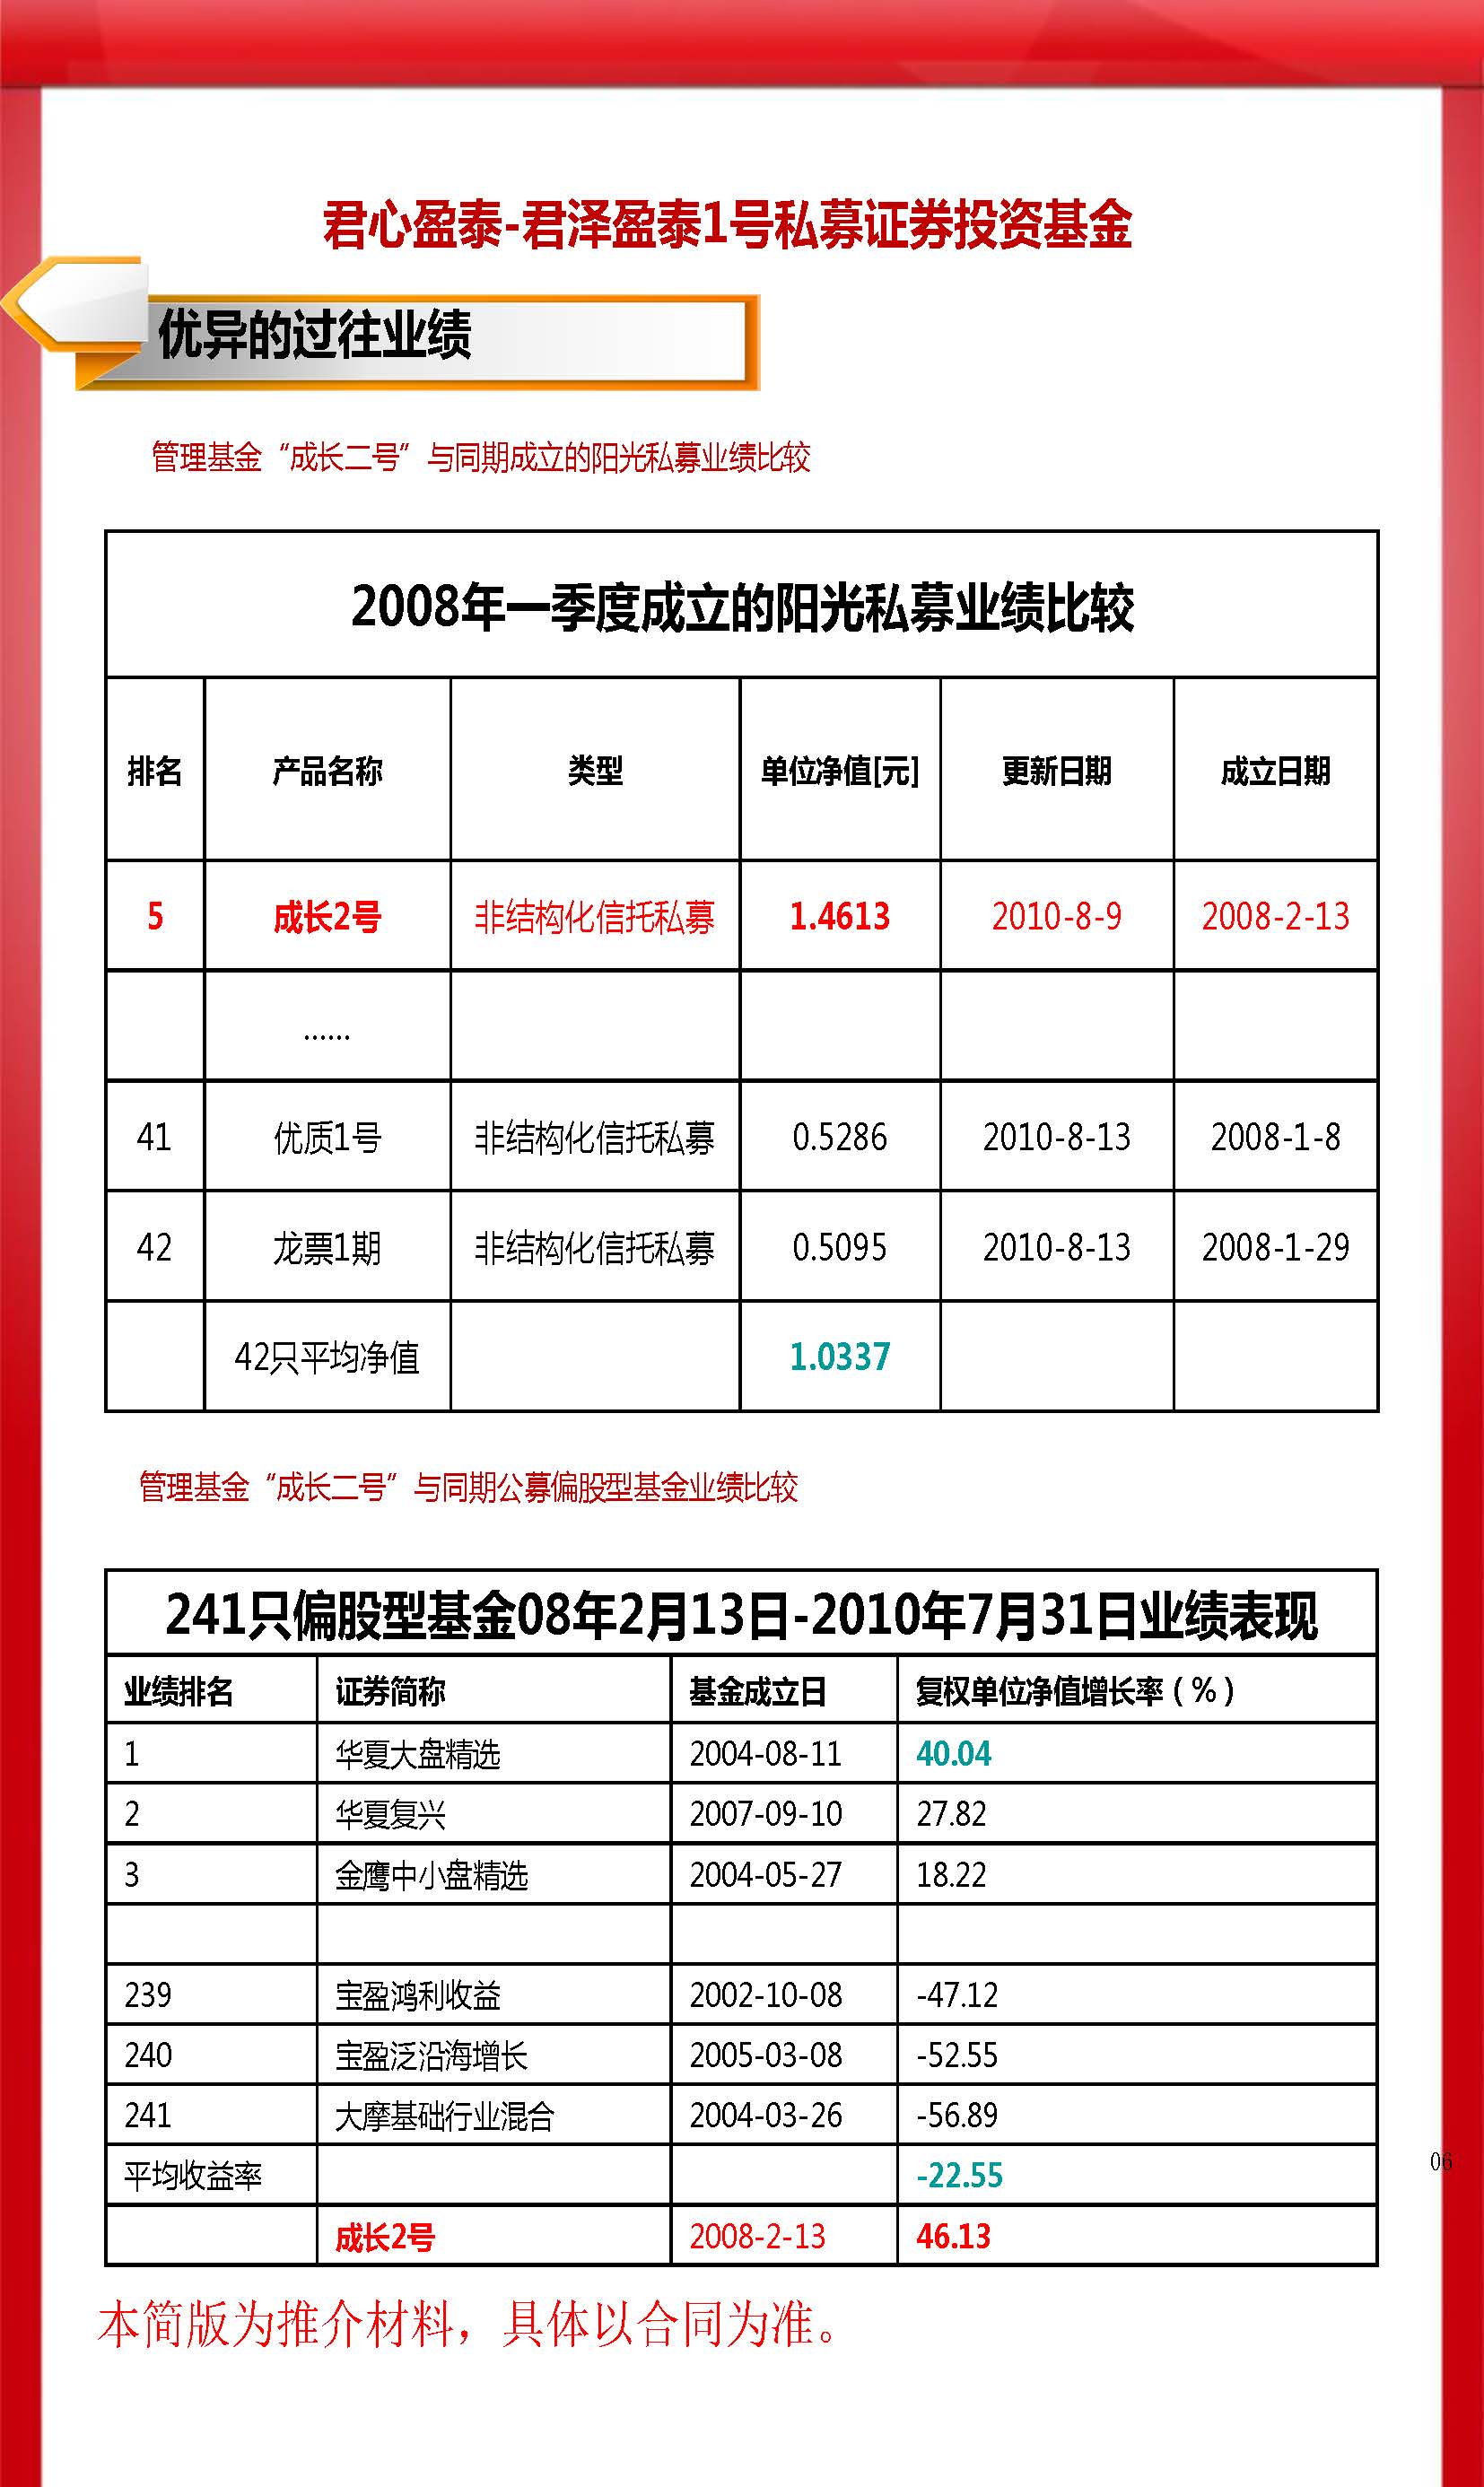 君心盈泰-君泽盈泰1号私募证券投资基金
优异的过往业绩
管理基金“成长二号”与同期成立的阳光私募业绩比较
2008年一季度成立的阳光私募业绩比较
排名 产品名称 类型 单位净值[元] 更新日期 成立日期
5 成长2号 非结构化信托私募 1.4613 2010-8-9 2008-2-13
......
41 优质1号 非结构化信托私募 0.5286 2010-8-13 2008-1-8
42 龙票1期 非结构化信托私募 0.5095 2010-8-13 2008-1-29
42只平均净值 1.0337
管理基金“成长二号”与同期公募偏股型基金业绩比较
241只偏股型基金08年2月13日-2010年7月31日业绩表现
业绩排名 证券简称 基金成立日 复权单位净值增长率（%）
1 华夏大盘精选 2004-08-11 40.04
2 华夏复兴 2007-09-10 27.82
3 金鹰中小盘精选 2004-05-27 18.22
239 宝盈鸿利收益 2002-10-08 -47.12
240 宝盈泛沿海增长 2005-03-08 -52.55
241 大摩基础行业混合 2004-03-26 -56.89
平均收益率 -22.55
成长2号 2008-2-13 46.13
06
本简版为推介材料，具体以合同为准。